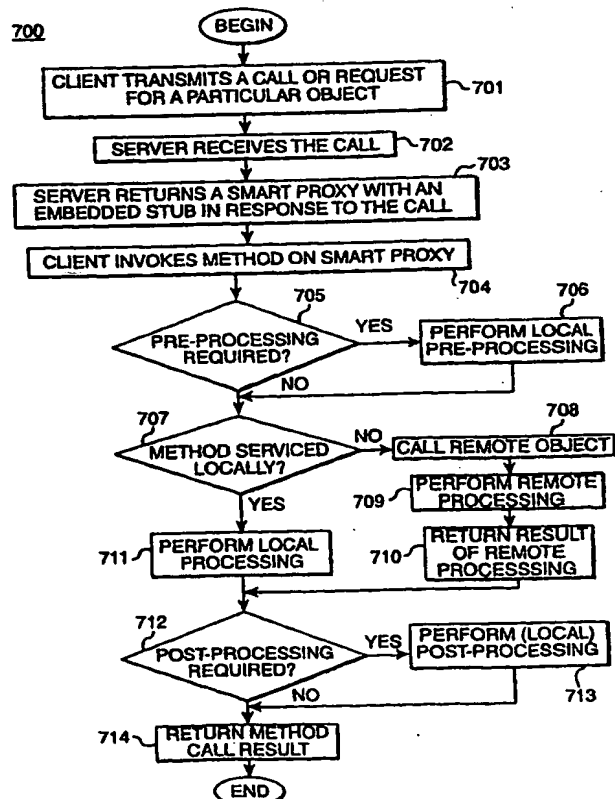 700
BEGIN
CLIENT TRANSMITS A CALL OR REQUEST
FOR A PARTICULAR OBJECT
701
SERVER RECEIVES THE CALL
702
703
SERVER RETURNS A SMART PROXY WITH AN
EMBEDDED STUB IN RESPONSE TO THE CALL
CLIENT INVOKES METHOD ON SMART PROXY
704
705
PRE-PROCESSING
REQUIRED?
YES
706
PERFORM LOCAL
PRE-PROCESSING
NO
707
METHOD SERVICED
LOCALLY?
NO
708
CALL REMOTE OBJECT
709
PERFORM REMOTE
PROCESSING
YES
711
PERFORM LOCAL
PROCESSING
710
RETURN RESULT
OF REMOTE
PROCESSSING
712
POST-PROCESSING
REQUIRED?
YES
PERFORM (LOCAL)
POST-PROCESSING
713
NO
714
RETURN METHOD
CALL RESULT
END